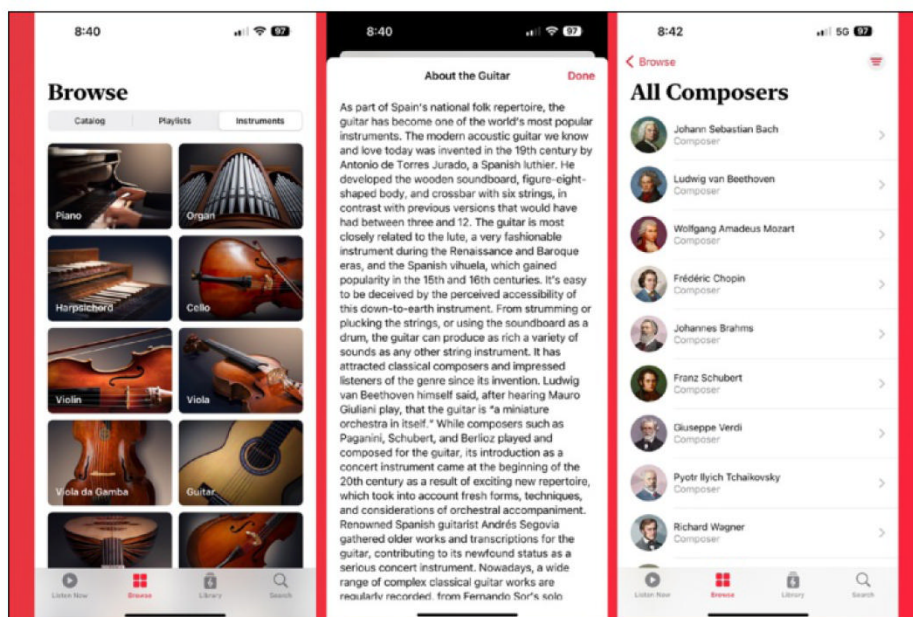 8:40
97
Browse
Catalog
Playlists
Instruments
Piano
Organ
Harpsichord
Cello
Violin
Viola
Viola da Gamba
Guitar
Listen Now
Browse
Library
Search
8:40
97
About the Guitar
Done
As part of Spain's national folk repertoire, the
guitar has become one of the world's most popular
instruments. The modern acoustic guitar we know
and love today was invented in the 19th century by
Antonio de Torres Jurado, a Spanish luthier. He
developed the wooden soundboard, figure-eight-
shaped body, and crossbar with six strings, in
contrast with previous versions that would have
had between three and 12. The guitar is most
closely related to the lute, a very fashionable
instrument during the Renaissance and Baroque
eras, and the Spanish vihuela, which gained
popularity in the 15th and 16th centuries. It's easy
to be deceived by the perceived accessibility of
this down-to-earth instrument. From strumming or
plucking the strings, or using the soundboard as a
drum, the guitar can produce as rich a variety of
sounds as any other string instrument. It has
attracted classical composers and impressed
listeners of the genre since its invention. Ludwig
van Beethoven himself said, after hearing Mauro
Giuliani play, that the guitar is “a miniature
orchestra in itself.” While composers such as
Paganini, Schubert, and Berlioz played and
composed for the guitar, its introduction as a
concert instrument came at the beginning of the
20th century as a result of exciting new repertoire,
which took into account fresh forms, techniques,
and considerations of orchestral accompaniment.
Renowned Spanish guitarist Andrés Segovia
gathered older works and transcriptions for the
guitar, contributing to its newfound status as a
serious concert instrument. Nowadays, a wide
range of complex classical guitar works are
regularly recorded, from Fernando Sor's solo
8:42
5G 97
Browse
All Composers
Johann Sebastian Bach
Composer
Ludwig van Beethoven
Composer
Wolfgang Amadeus Mozart
Composer
Frédéric Chopin
Composer
Johannes Brahms
Composer
Franz Schubert
Composer
Giuseppe Verdi
Composer
Pyotr Ilyich Tchaikovsky
Composer
Richard Wagner
Composer
Listen Now
Browse
Library
Search